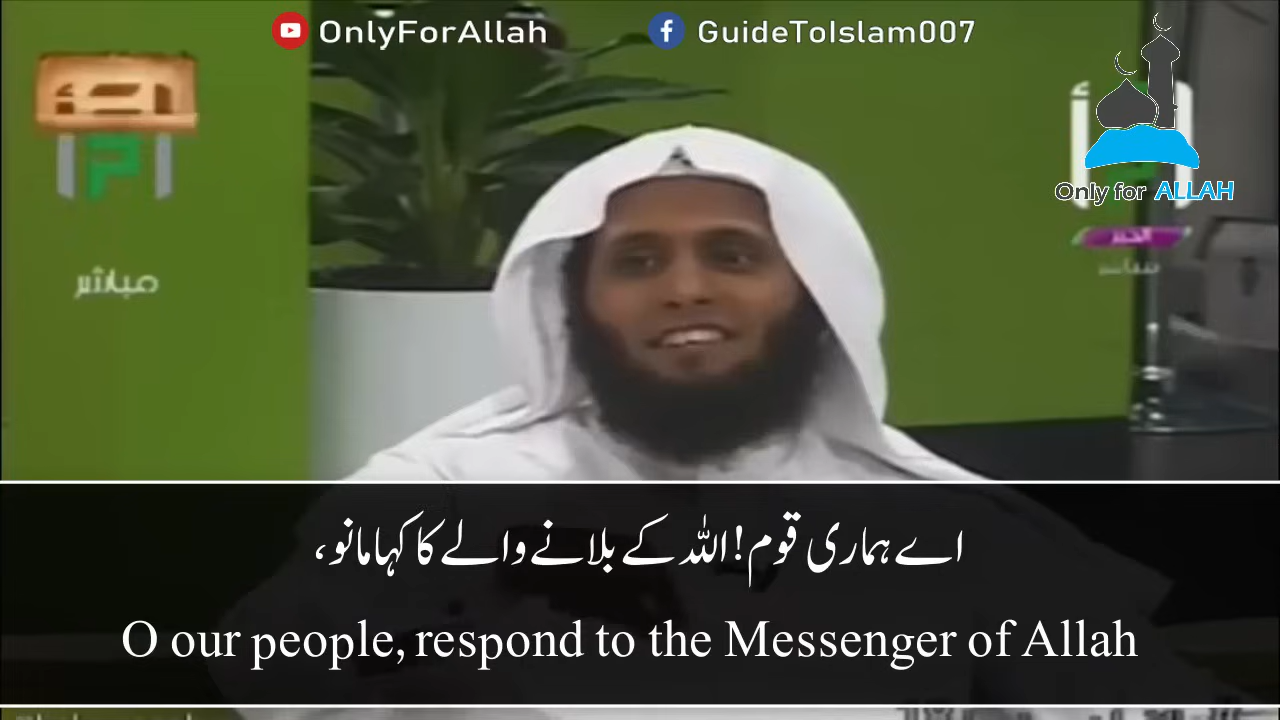 OnlyForAllah
GuideToIslam007
Only for ALLAH
مباشر
اے ہماری قوم! اللہ کے بلانے والے کا کہا مانو،
O our people, respond to the Messenger of Allah